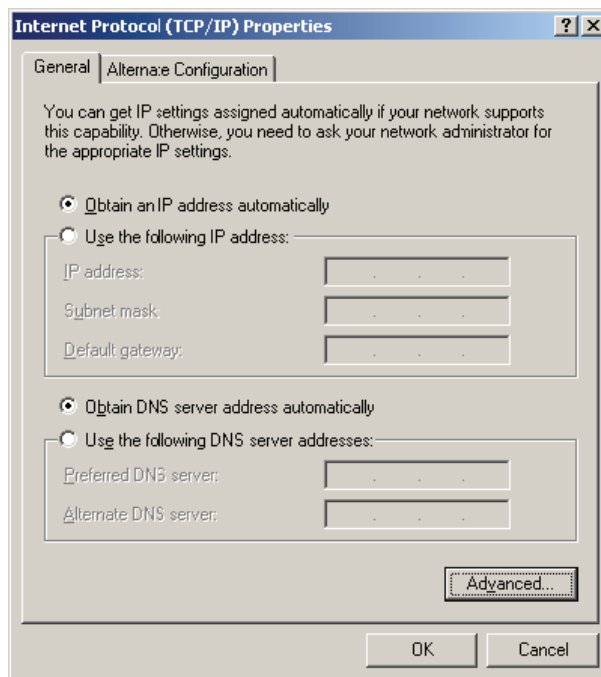 Internet Protocol (TCP/IP) Properties
General
Alternate Configuration
You can get IP settings assigned automatically if your network supports
this capability. Otherwise, you need to ask your network administrator for
the appropriate IP settings.
Obtain an IP address automatically
Use the following IP address:
IP address:
Subnet mask:
Default gateway:
Obtain DNS server address automatically
Use the following DNS server addresses:
Preferred DNS server:
Alternate DNS server:
Advanced...
OK
Cancel